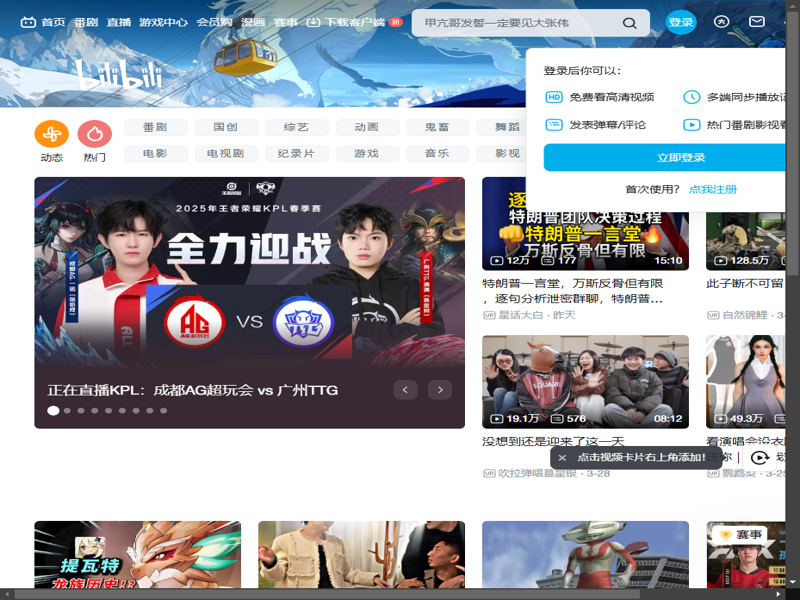 首页 番剧 直播 游戏中心 会员购 漫画 赛事 下载客户端 新
甲亢哥发誓一定要见大张伟
登录
大
bilibili
登录后你可以：
HD 免费看高清视频
多端同步播放记
发表弹幕/评论
热门番剧影视看
立即登录
首次使用？ 点我注册
动态
热门
番剧 国创 综艺 动画 鬼畜 舞蹈
电影 电视剧 纪录片 游戏 音乐 影视
2025年王者荣耀KPL春季赛
全力迎战
AG VS
正在直播KPL：成都AG超玩会 vs 广州TTG
特朗普团队决策过程
特朗普一言堂
万斯反骨但有限
12万 177 15:10
特朗普一言堂，万斯反骨但有限
，逐句分析泄密群聊，特朗普...
UP 星话大白 · 昨天
128.5万
此子断不可留
UP 自然锦鲤 · 3-
SQUARE
19.1万 576 08:12
没想到还是迎来了这一天
UP 吹拉弹唱慕星银 · 3-28
49.3万
看演唱会没衣
点击视频卡片右上角添加!
提瓦特
龙族历史!?
赛事